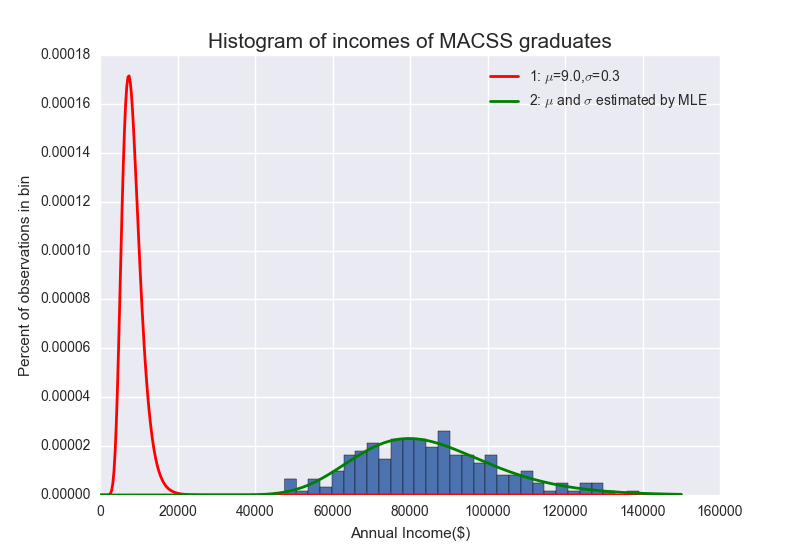 Histogram of incomes of MACSS graduates
1: μ=9.0,σ=0.3
2: μ and σ estimated by MLE
Percent of observations in bin
0.00018
0.00016
0.00014
0.00012
0.00010
0.00008
0.00006
0.00004
0.00002
0.00000
0 20000 40000 60000 80000 100000 120000 140000 160000
Annual Income($)